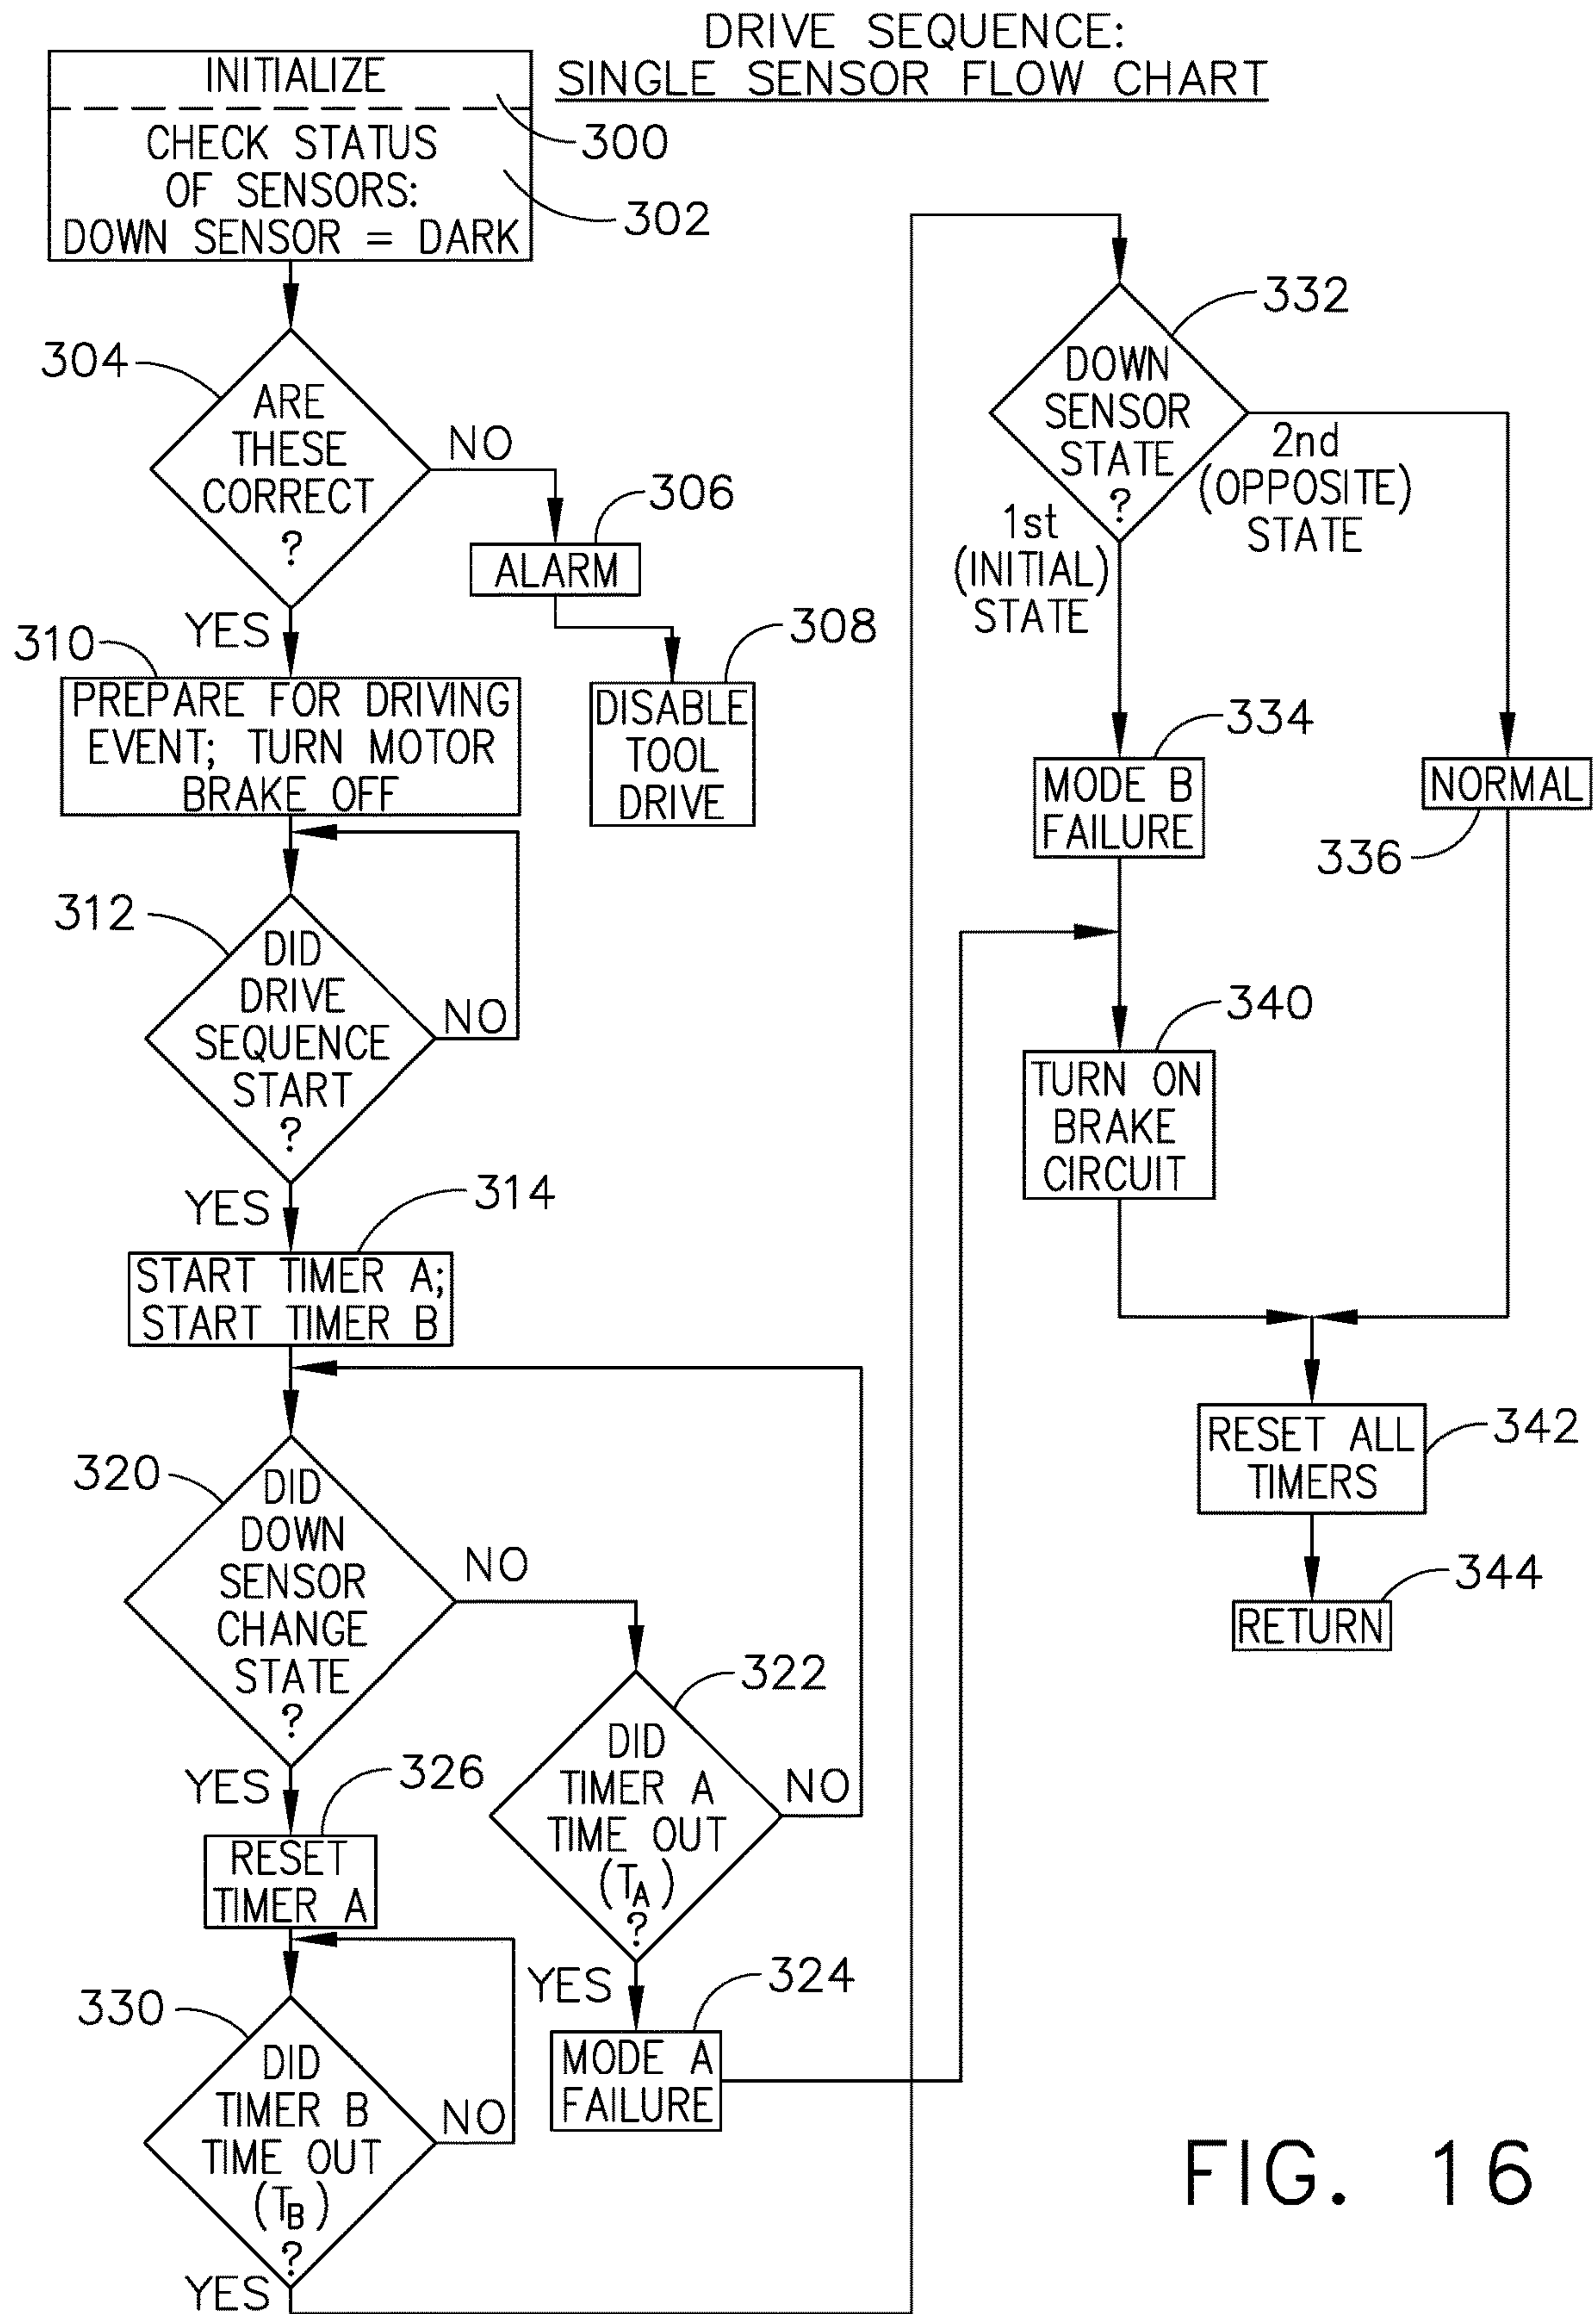 DRIVE SEQUENCE:
SINGLE SENSOR FLOW CHART
INITIALIZE
300
CHECK STATUS
OF SENSORS:
DOWN SENSOR = DARK
302
304
ARE
THESE
CORRECT
?
NO
306
ALARM
308
DISABLE
TOOL
DRIVE
YES
310
PREPARE FOR DRIVING
EVENT; TURN MOTOR
BRAKE OFF
312
DID
DRIVE
SEQUENCE
START
?
NO
YES
314
START TIMER A;
START TIMER B
320
DID
DOWN
SENSOR
CHANGE
STATE
?
NO
322
DID
TIMER A
TIME OUT
(TA)
?
NO
YES
324
MODE A
FAILURE
YES
326
RESET
TIMER A
330
DID
TIMER B
TIME OUT
(TB)
?
NO
YES
332
DOWN
SENSOR
STATE
?
1st
(INITIAL)
STATE
2nd
(OPPOSITE)
STATE
334
MODE B
FAILURE
NORMAL
336
340
TURN ON
BRAKE
CIRCUIT
342
RESET ALL
TIMERS
344
RETURN
FIG. 16